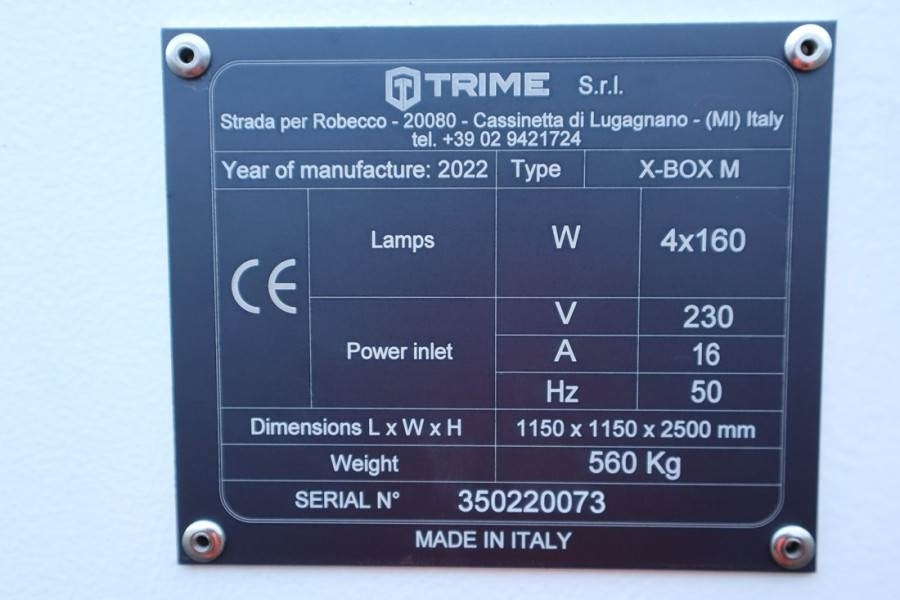 TRIME S.r.l.
Strada per Robecco - 20080 - Cassinetta di Lugagnano - (MI) Italy
tel. +39 02 9421724
Year of manufacture: 2022 Type X-BOX M
CE
Lamps W 4x160
Power inlet
V 230
A 16
Hz 50
Dimensions L x W x H 1150 x 1150 x 2500 mm
Weight 560 Kg
SERIAL N° 350220073
MADE IN ITALY